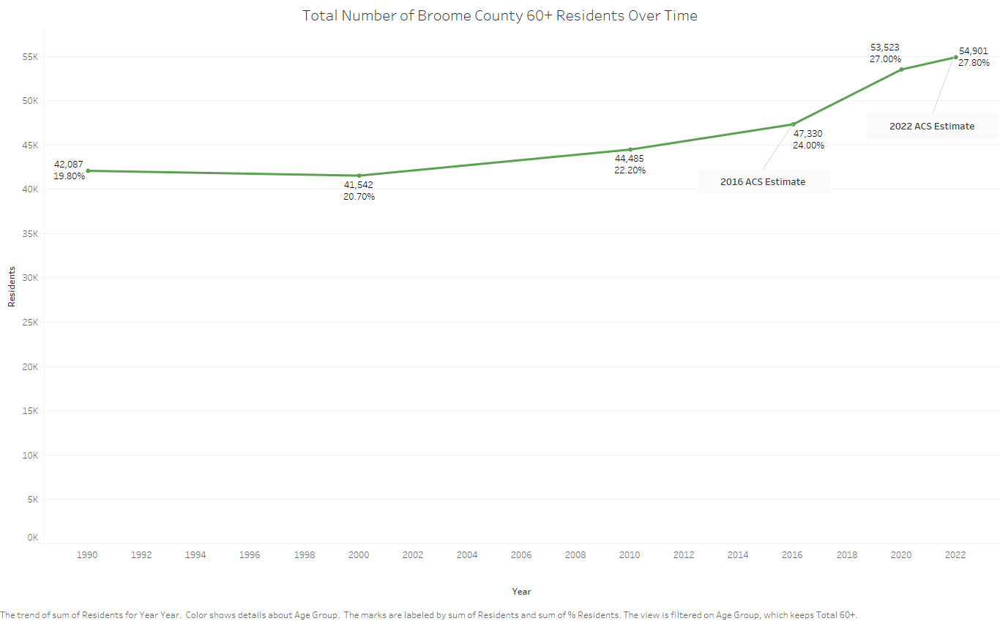 Total Number of Broome County 60+ Residents Over Time
55K
50K
45K
40K
35K
30K
25K
20K
15K
10K
5K
0K
Residents
42,087
19.80%
41,542
20.70%
44,485
22.20%
47,330
24.00%
2016 ACS Estimate
53,523
27.00%
54,901
27.80%
2022 ACS Estimate
1990 1992 1994 1996 1998 2000 2002 2004 2006 2008 2010 2012 2014 2016 2018 2020 2022
Year
The trend of sum of Residents for Year Year.  Color shows details about Age Group.  The marks are labeled by sum of Residents and sum of % Residents. The view is filtered on Age Group, which keeps Total 60+.